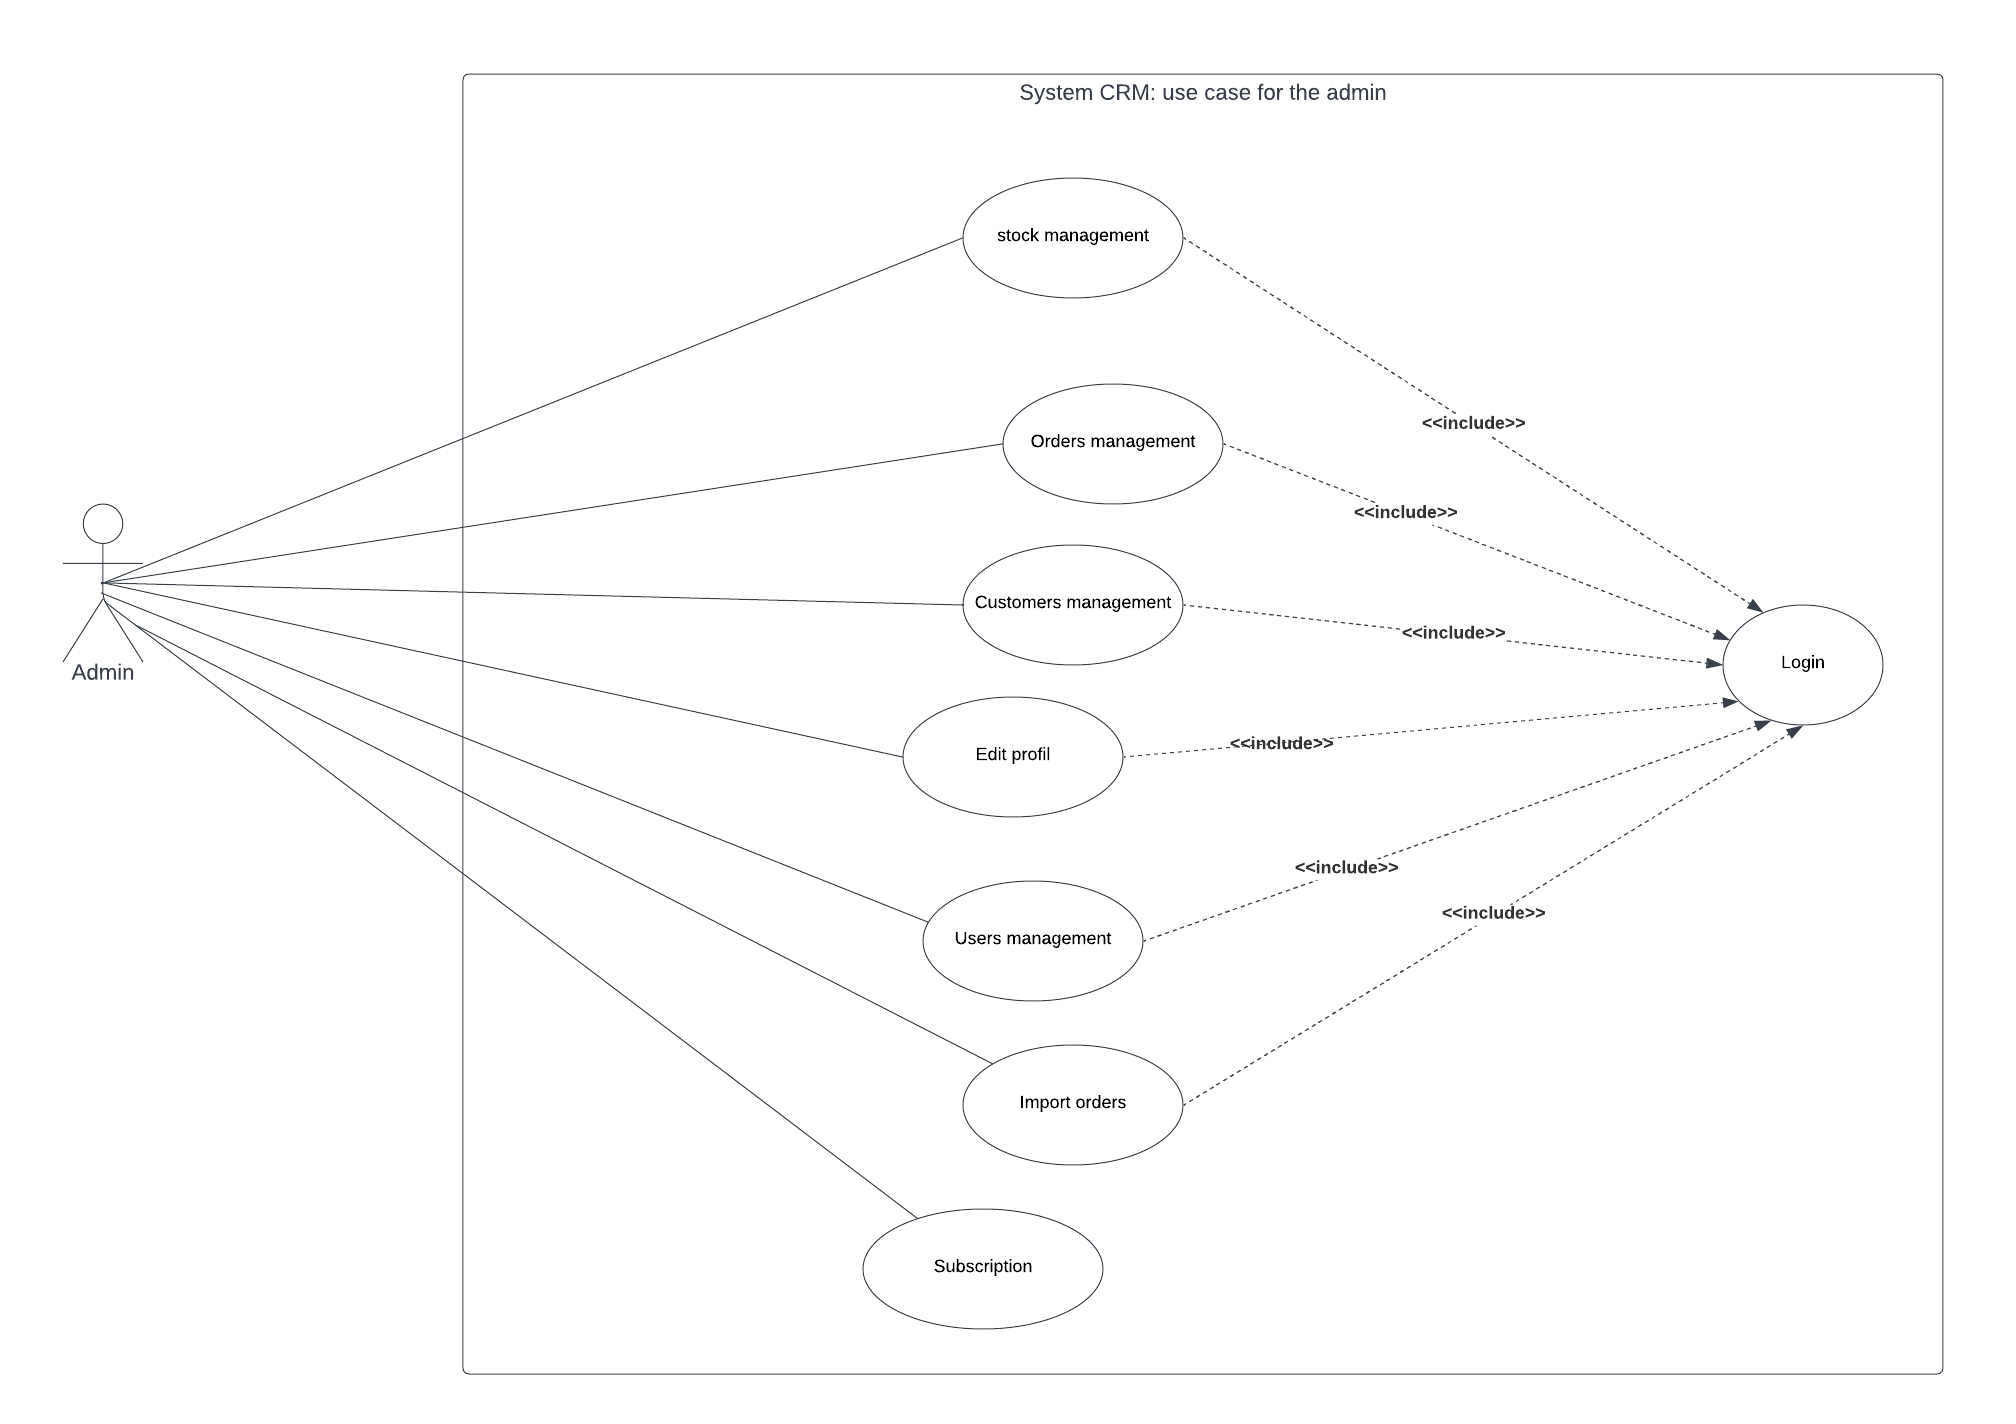 System CRM: use case for the admin
stock management
<<include>>
Orders management
<<include>>
Customers management
<<include>>
Login
Admin
Edit profil
<<include>>
Users management
<<include>>
<<include>>
Import orders
Subscription